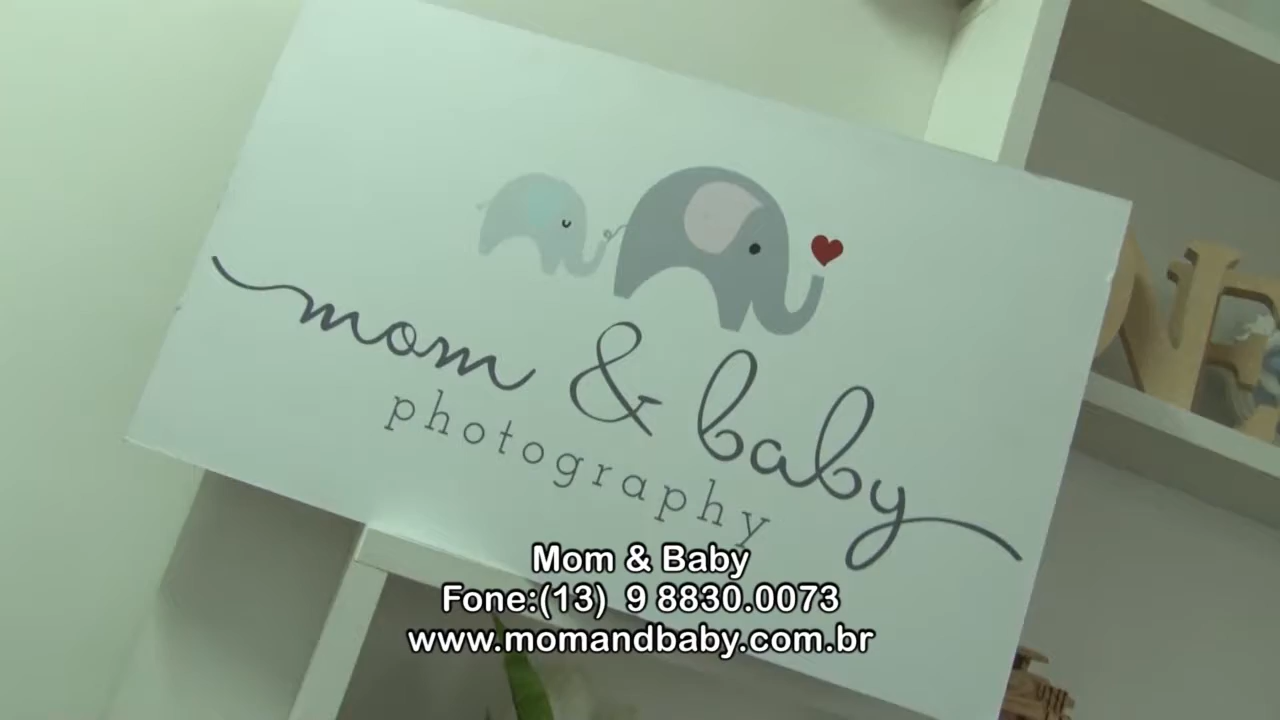 mom & baby
photography
Mom & Baby
Fone:(13) 9 8830.0073
www.momandbaby.com.br